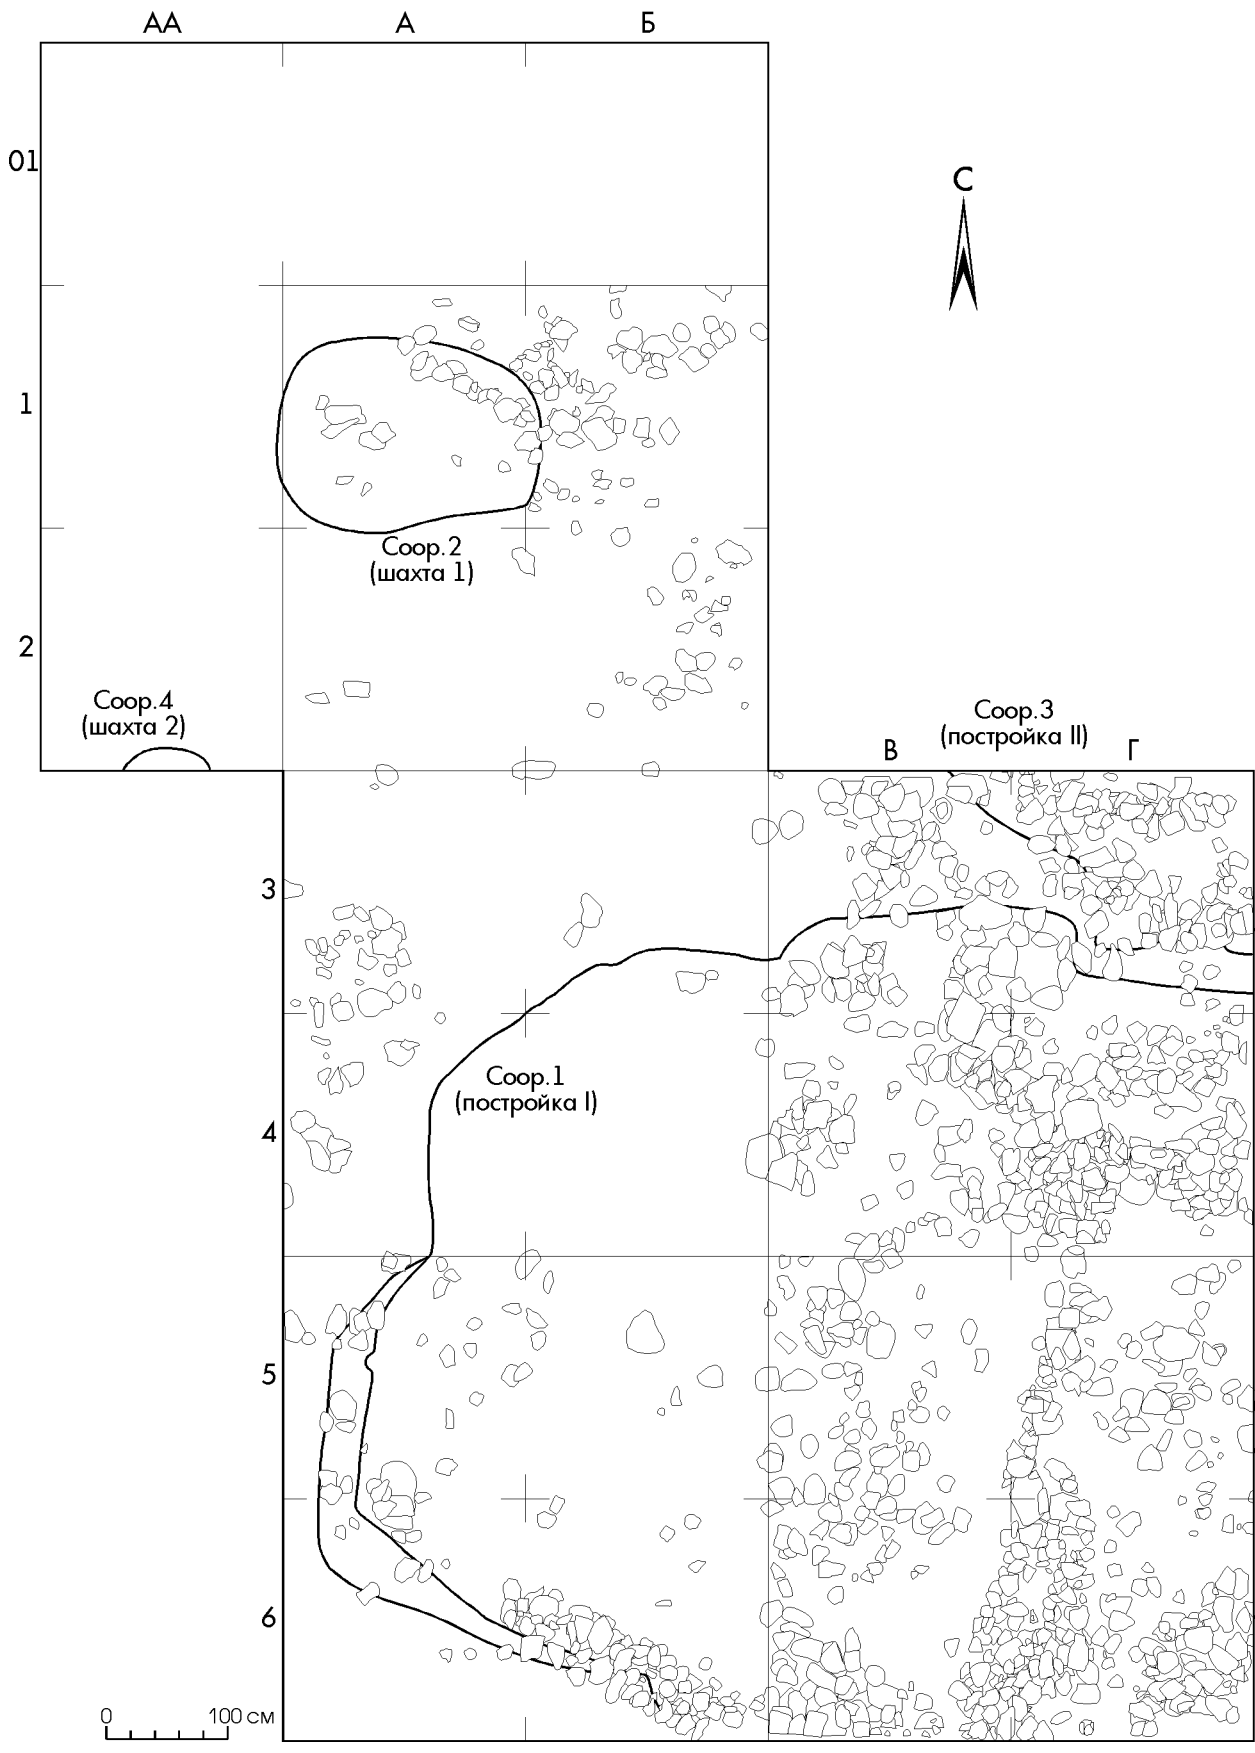 АА
А
Б
01
С
1
Соор.2
(шахта 1)
2
Соор.4
(шахта 2)
Соор.3
(постройка II)
В
Г
3
Соор.1
(постройка I)
4
5
6
0
100 см